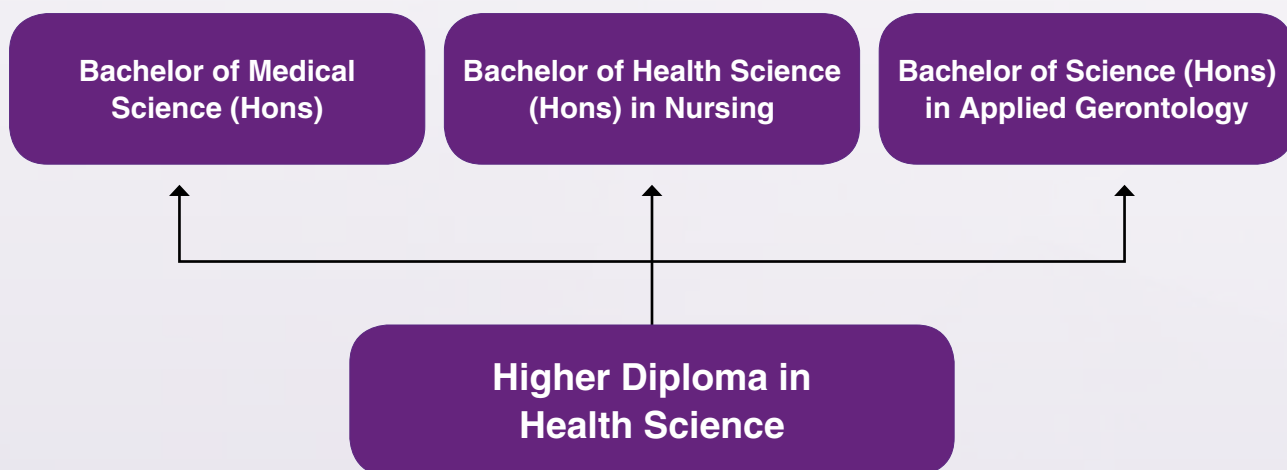 Bachelor of Medical
Science (Hons)
Bachelor of Health Science
(Hons) in Nursing
Bachelor of Science (Hons)
in Applied Gerontology
Higher Diploma in
Health Science